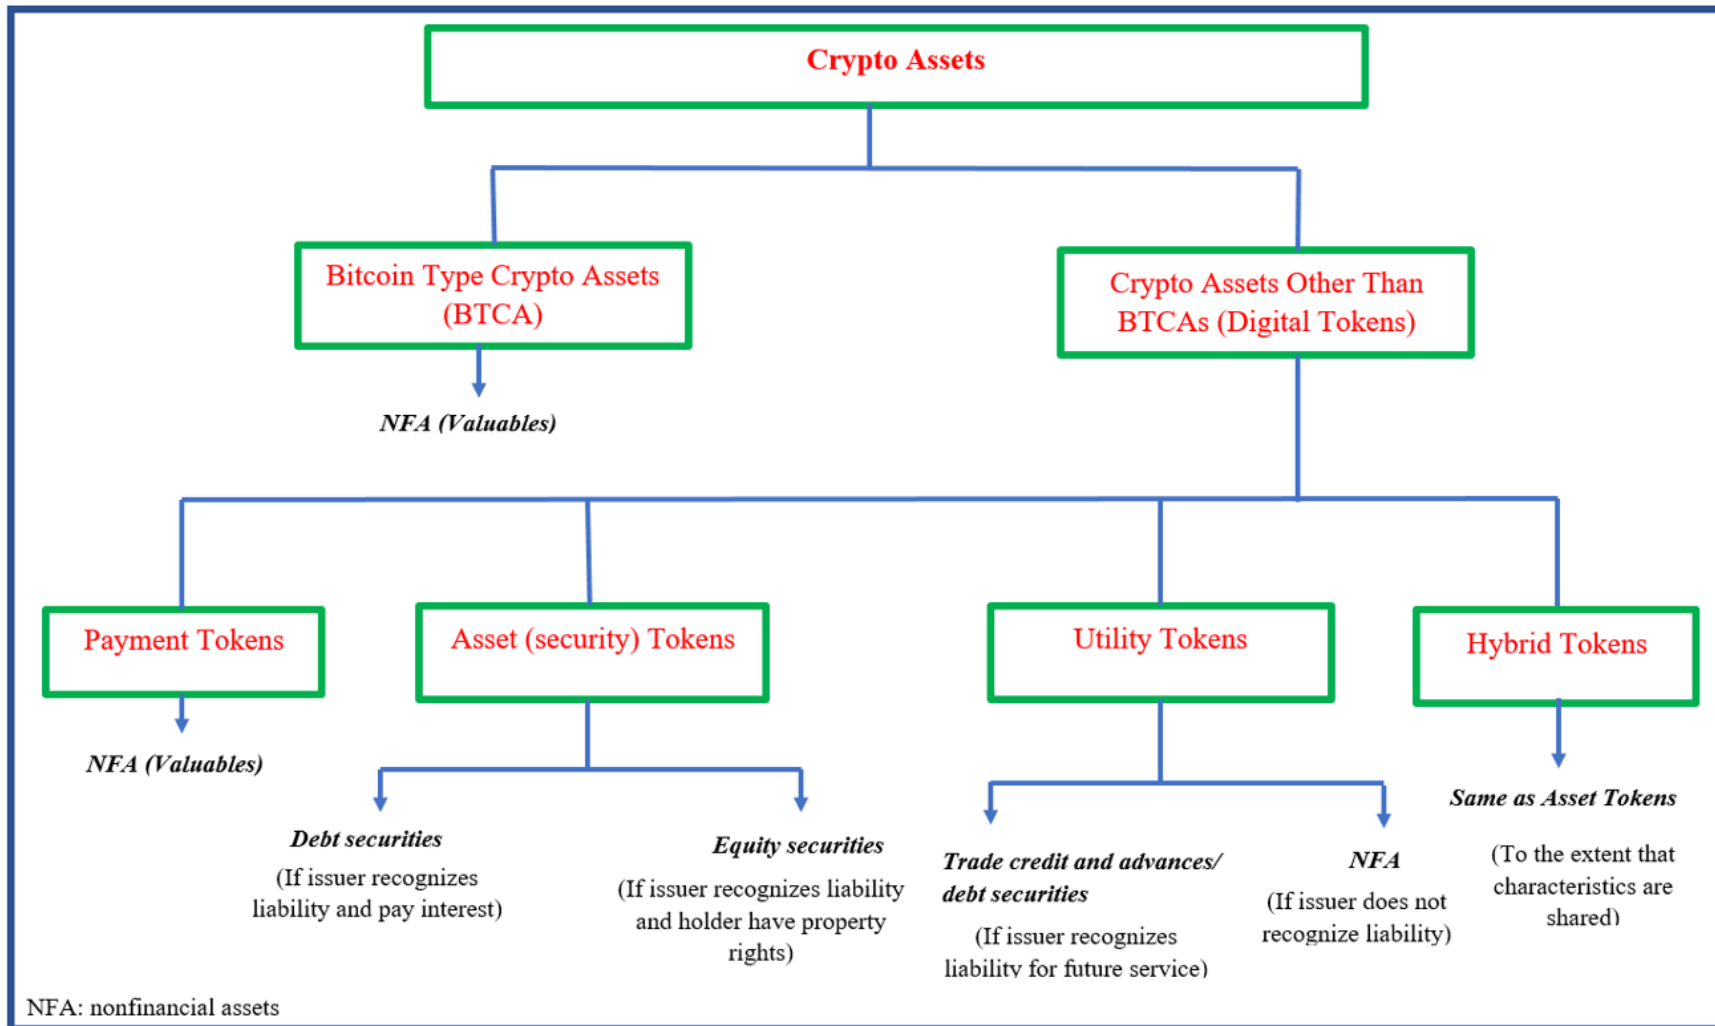 Crypto Assets
Bitcoin Type Crypto Assets
(BTCA)
Crypto Assets Other Than
BTCAs (Digital Tokens)
NFA (Valuables)
Payment Tokens
Asset (security) Tokens
Utility Tokens
Hybrid Tokens
NFA (Valuables)
Debt securities
(If issuer recognizes
liability and pay interest)
Equity securities
(If issuer recognizes liability
and holder have property
rights)
Trade credit and advances/
debt securities
(If issuer recognizes
liability for future service)
NFA
(If issuer does not
recognize liability)
Same as Asset Tokens
(To the extent that
characteristics are
shared)
NFA: nonfinancial assets